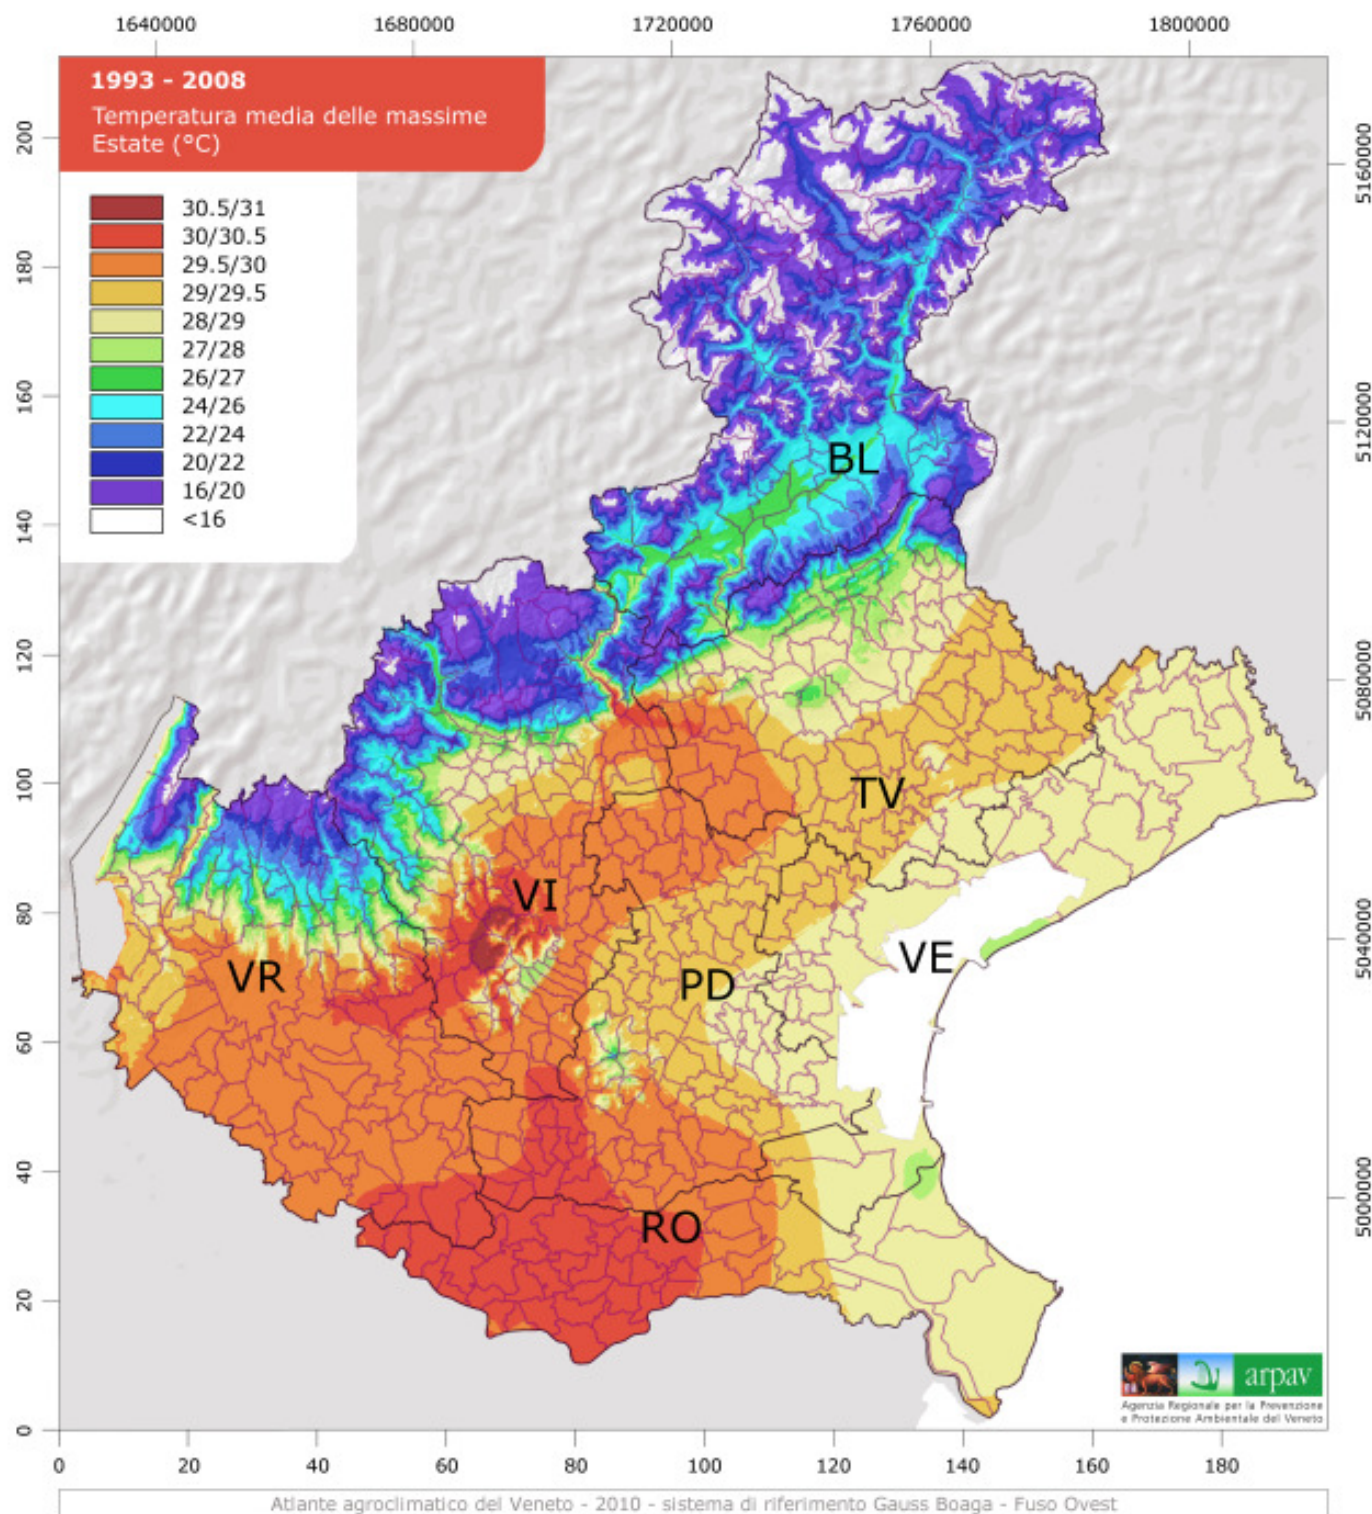 1640000 1680000 1720000 1760000 1800000
1993 - 2008
Temperatura media delle massime
Estate (°C)
30.5/31
30/30.5
29.5/30
29/29.5
28/29
27/28
26/27
24/26
22/24
20/22
16/20
<16
200
180
160
140
120
100
80
60
40
20
0
5160000
5120000
5080000
5040000
5000000
BL
TV
VI
VE
VR
PD
RO
arpav
Agenzia Regionale per la Prevenzione
e Protezione Ambientale del Veneto
0 20 40 60 80 100 120 140 160 180
Atlante agroclimatico del Veneto - 2010 - sistema di riferimento Gauss Boaga - Fuso Ovest